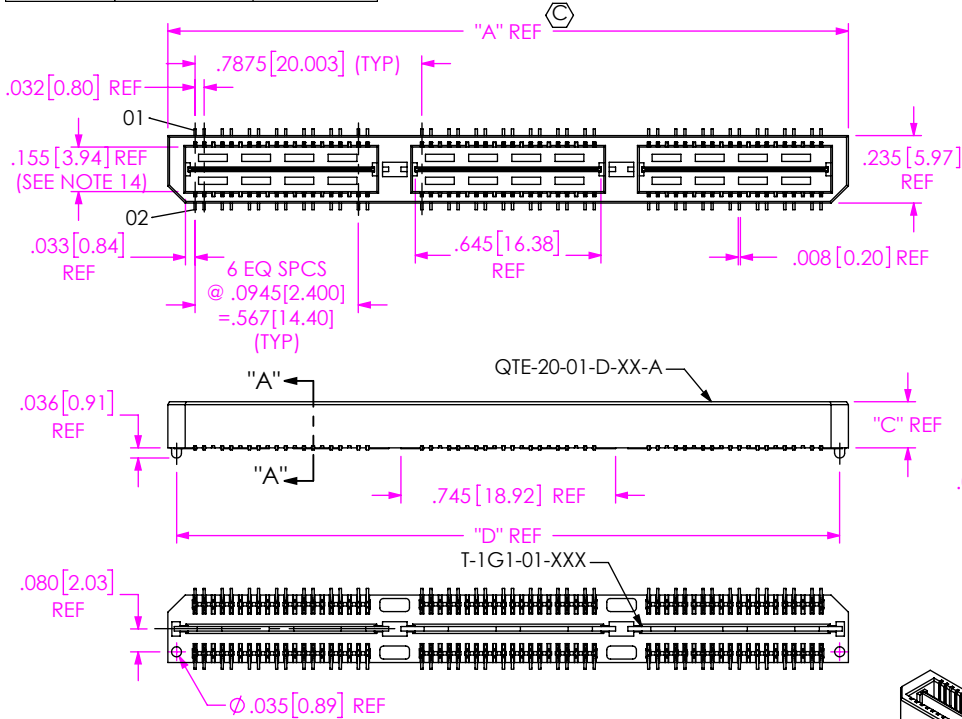 C
"A" REF
.7875[20.003] (TYP)
.032[0.80] REF
01
.155[3.94] REF
(SEE NOTE 14)
.235[5.97]
REF
02
.033[0.84]
REF
.645[16.38]
REF
.008[0.20] REF
6 EQ SPCS
@ .0945[2.400]
=.567[14.40]
(TYP)
QTE-20-01-D-XX-A
"A"
.036[0.91]
REF
"C" REF
"A"
.745[18.92] REF
"D" REF
T-1G1-01-XXX
.080[2.03]
REF
Ø.035[0.89] REF